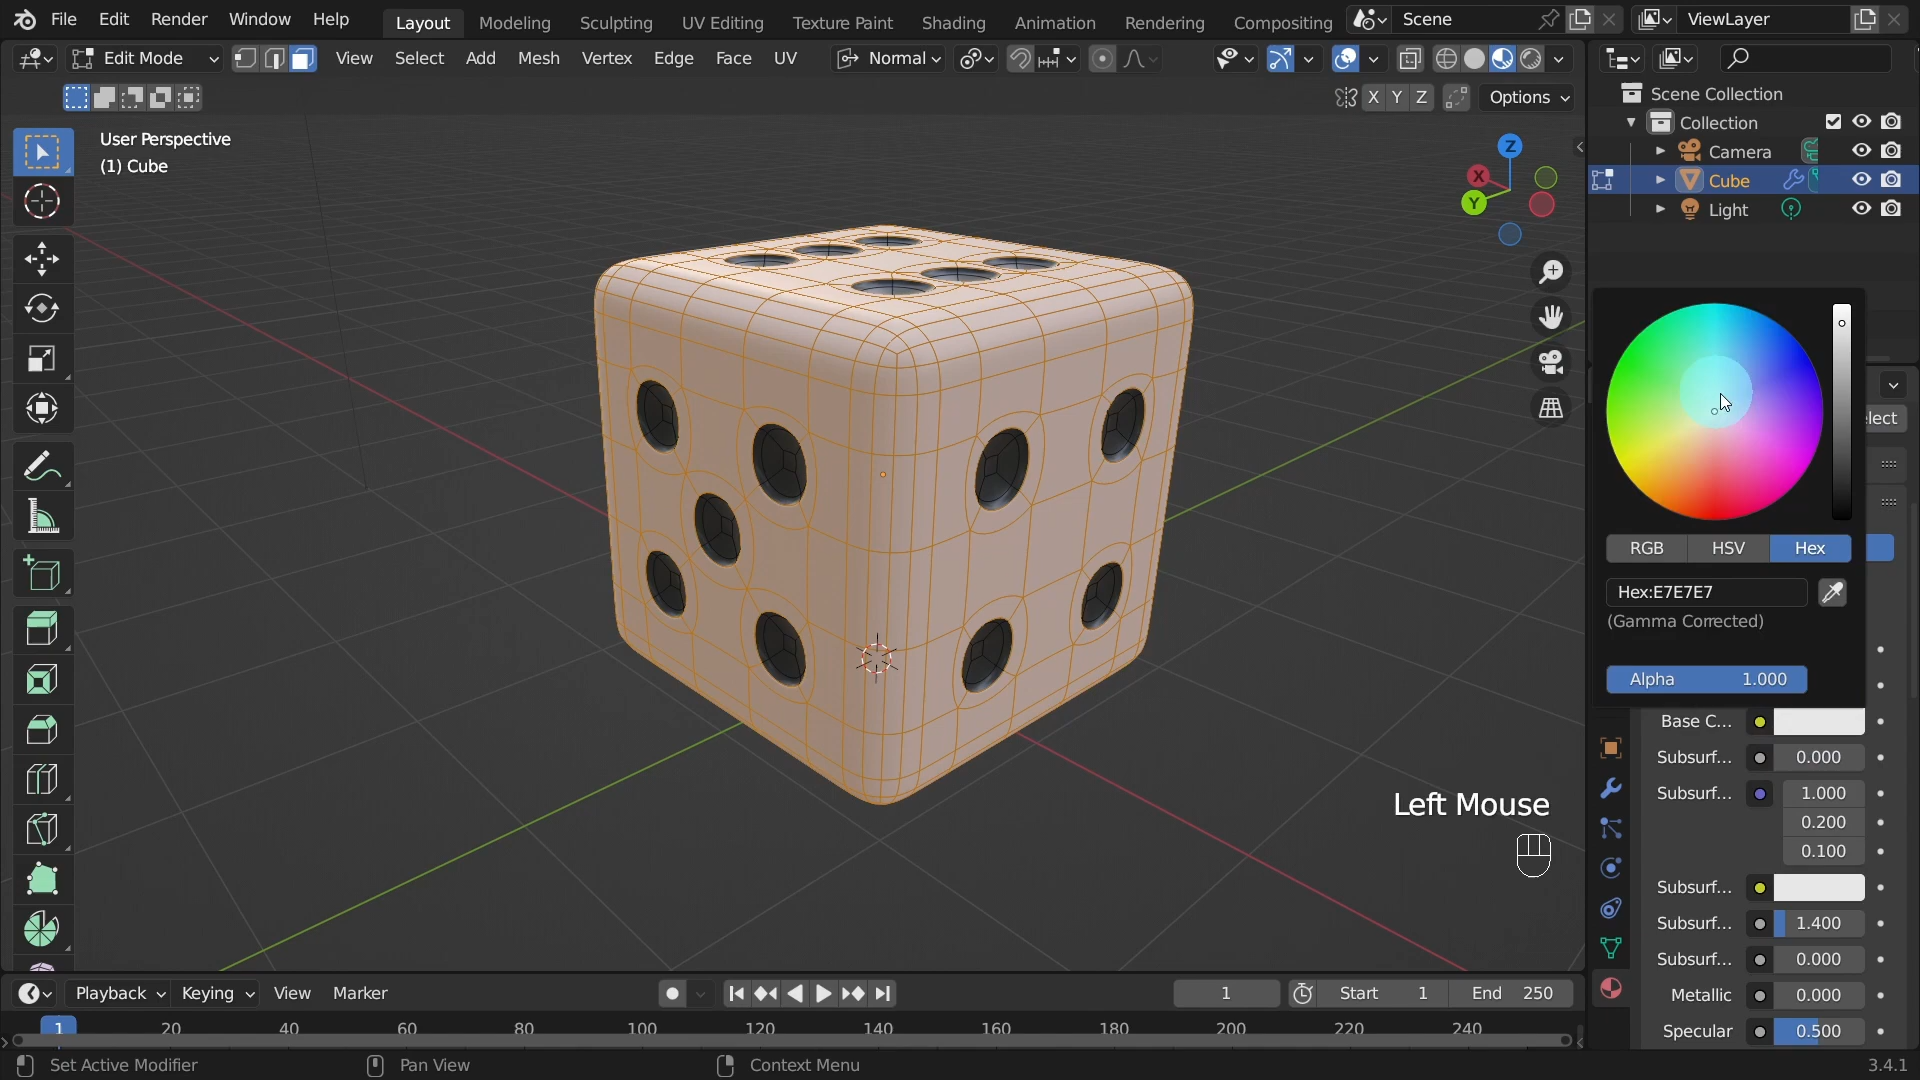 File Edit Render Window Help Layout Modeling Sculpting UV Editing Texture Paint Shading Animation Rendering Compositing Scene ViewLayer
Edit Mode View Select Add Mesh Vertex Edge Face UV Normal
X Y Z Options
User Perspective
(1) Cube
Z
X
Y
Scene Collection
Collection
Camera
Cube
Light
lect
RGB HSV Hex
Hex:E7E7E7
(Gamma Corrected)
Alpha 1.000
Base C...
Subsurf... 0.000
Subsurf... 1.000
0.200
0.100
Subsurf...
Subsurf... 1.400
Subsurf... 0.000
Metallic 0.000
Specular 0.500
Left Mouse
Playback Keying View Marker 1 Start 1 End 250
1 20 40 60 80 100 120 140 160 180 200 220 240
Set Active Modifier Pan View Context Menu 3.4.1